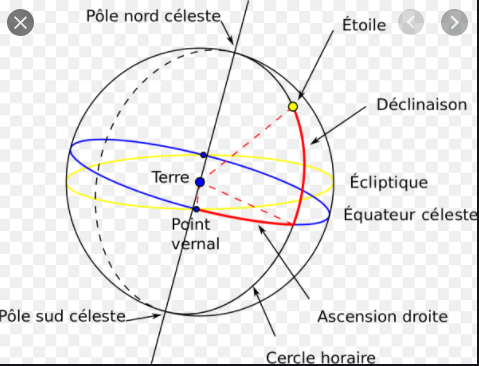 Pôle nord céleste
Étoile
Déclinaison
Terre
Écliptique
Équateur céleste
Point
vernal
Pôle sud céleste
Ascension droite
Cercle horaire